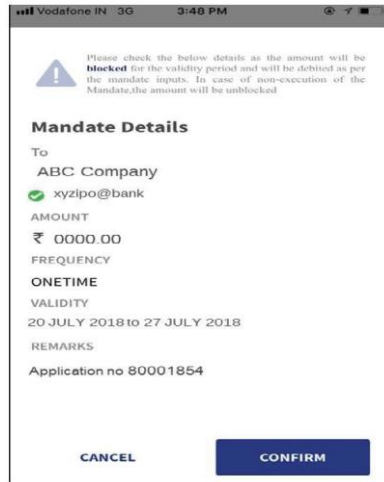 Vodafone IN 3G 3:48 PM
Please check the below details as the amount will be
blocked for the validity period and will be debited as per
the mandate inputs. In case of non-execution of the
Mandate,the amount will be unblocked
Mandate Details
To
ABC Company
xyzipo@bank
AMOUNT
₹ 0000.00
FREQUENCY
ONETIME
VALIDITY
20 JULY 2018 to 27 JULY 2018
REMARKS
Application no 80001854
CANCEL CONFIRM